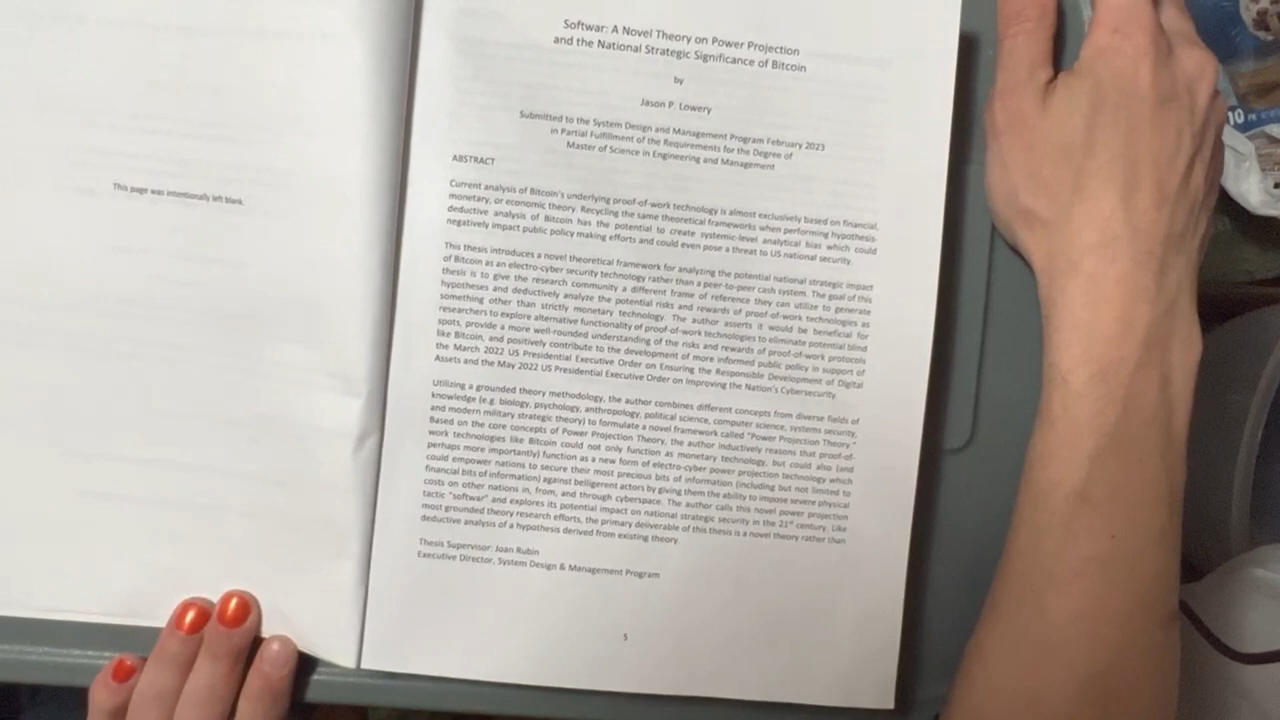 This page was intentionally left blank.
Softwar: A Novel Theory on Power Projection
and the National Strategic Significance of Bitcoin
by
Jason P. Lowery
Submitted to the System Design and Management Program February 2023
in Partial Fulfillment of the Requirements for the Degree of
Master of Science in Engineering and Management
ABSTRACT
Current analysis of Bitcoin's underlying proof-of-work technology is almost exclusively based on financial,
monetary, or economic theory. Recycling the same theoretical frameworks when performing hypothesis-
deductive analysis of Bitcoin has the potential to create systemic-level analytical bias which could
negatively impact public policy making efforts and could even pose a threat to US national security.
This thesis introduces a novel theoretical framework for analyzing the potential national strategic impact
of Bitcoin as an electro-cyber security technology rather than a peer-to-peer cash system. The goal of this
thesis is to give the research community a different frame of reference they can utilize to generate
hypotheses and deductively analyze the potential risks and rewards of proof-of-work technologies as
something other than strictly monetary technology. The author asserts it would be beneficial for
researchers to explore alternative functionality of proof-of-work technologies to eliminate potential blind
spots, provide a more well-rounded understanding of the risks and rewards of proof-of-work protocols
like Bitcoin, and positively contribute to the development of more informed public policy in support of
the March 2022 US Presidential Executive Order on Ensuring the Responsible Development of Digital
Assets and the May 2022 US Presidential Executive Order on Improving the Nation's Cybersecurity.
Utilizing a grounded theory methodology, the author combines different concepts from diverse fields of
knowledge (e.g. biology, psychology, anthropology, political science, computer science, systems security,
and modern military strategic theory) to formulate a novel framework called "Power Projection Theory."
Based on the core concepts of Power Projection Theory, the author inductively reasons that proof-of-
work technologies like Bitcoin could not only function as monetary technology, but could also (and
perhaps more importantly) function as a new form of electro-cyber power projection technology which
could empower nations to secure their most precious bits of information (including but not limited to
financial bits of information) against belligerent actors by giving them the ability to impose severe physical
costs on other nations in, from, and through cyberspace. The author calls this novel power projection
tactic "softwar" and explores its potential impact on national strategic security in the 21st century. Like
most grounded theory research efforts, the primary deliverable of this thesis is a novel theory rather than
deductive analysis of a hypothesis derived from existing theory.
Thesis Supervisor: Joan Rubin
Executive Director, System Design & Management Program
5
10